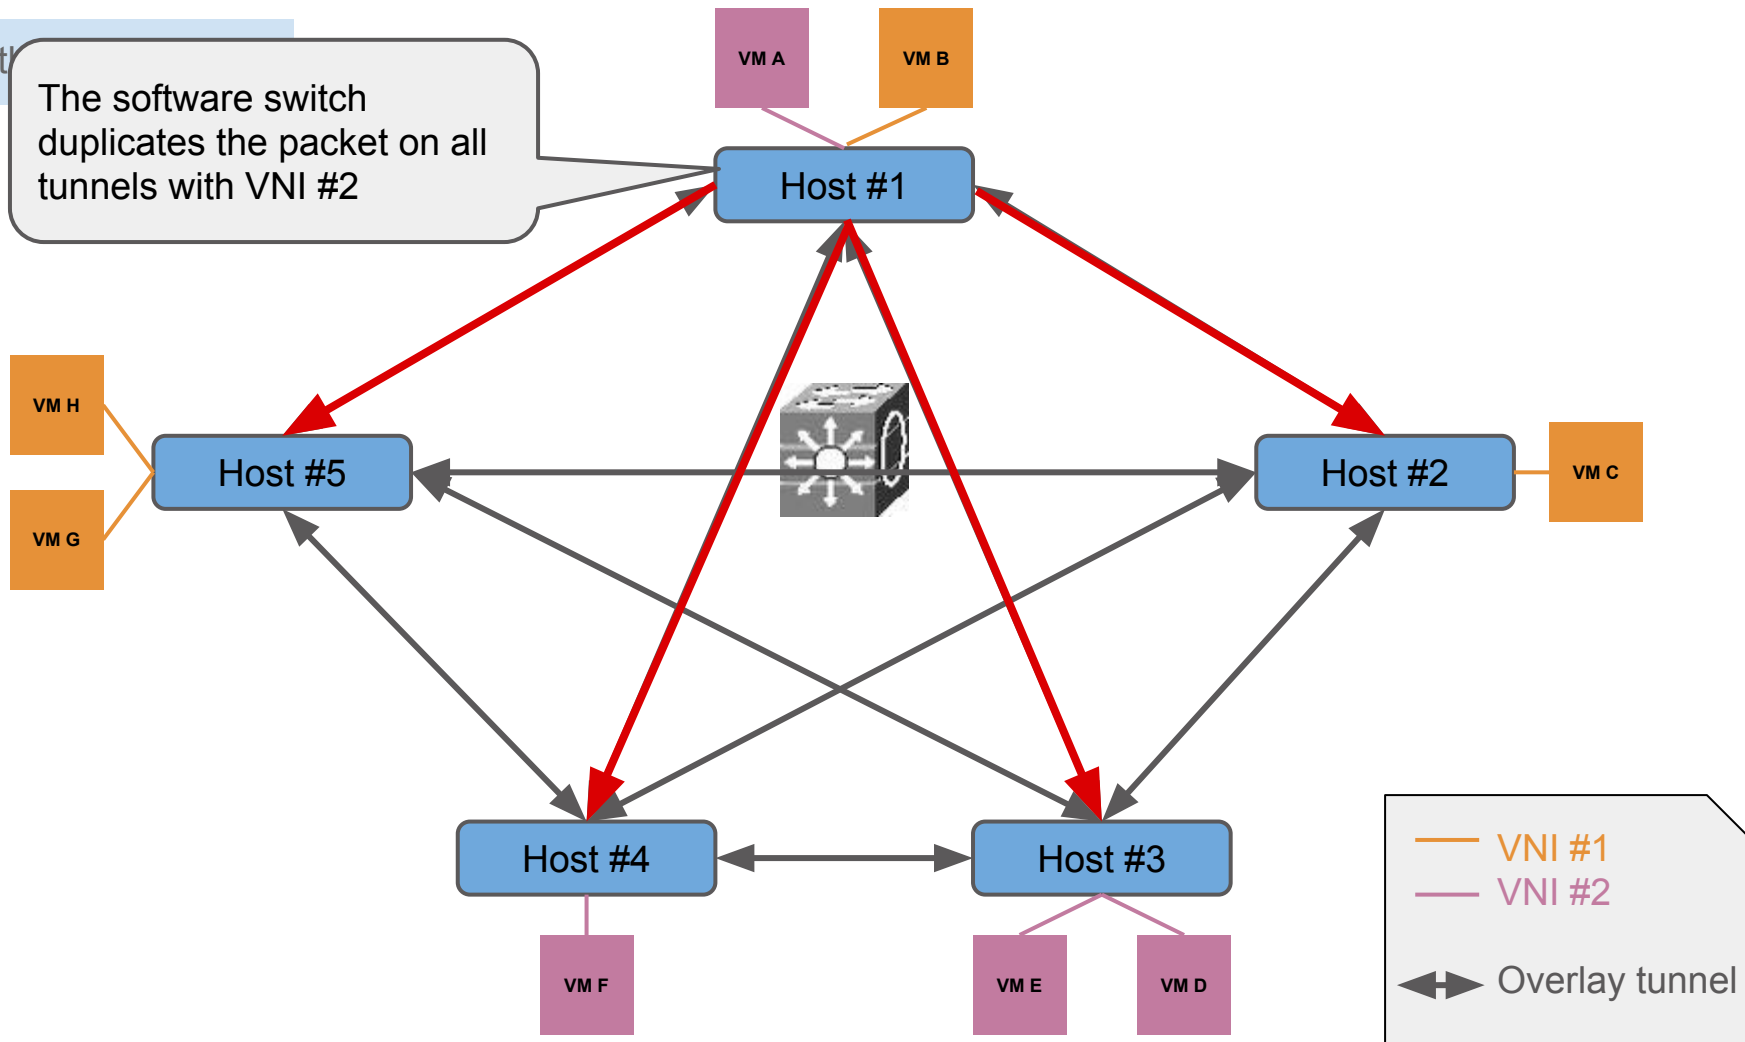 The software switch
duplicates the packet on all
tunnels with VNI #2
VM A
VM B
Host #1
VM H
VM G
Host #5
Host #2
VM C
Host #4
Host #3
VM F
VM E
VM D
VNI #1
VNI #2
Overlay tunnel